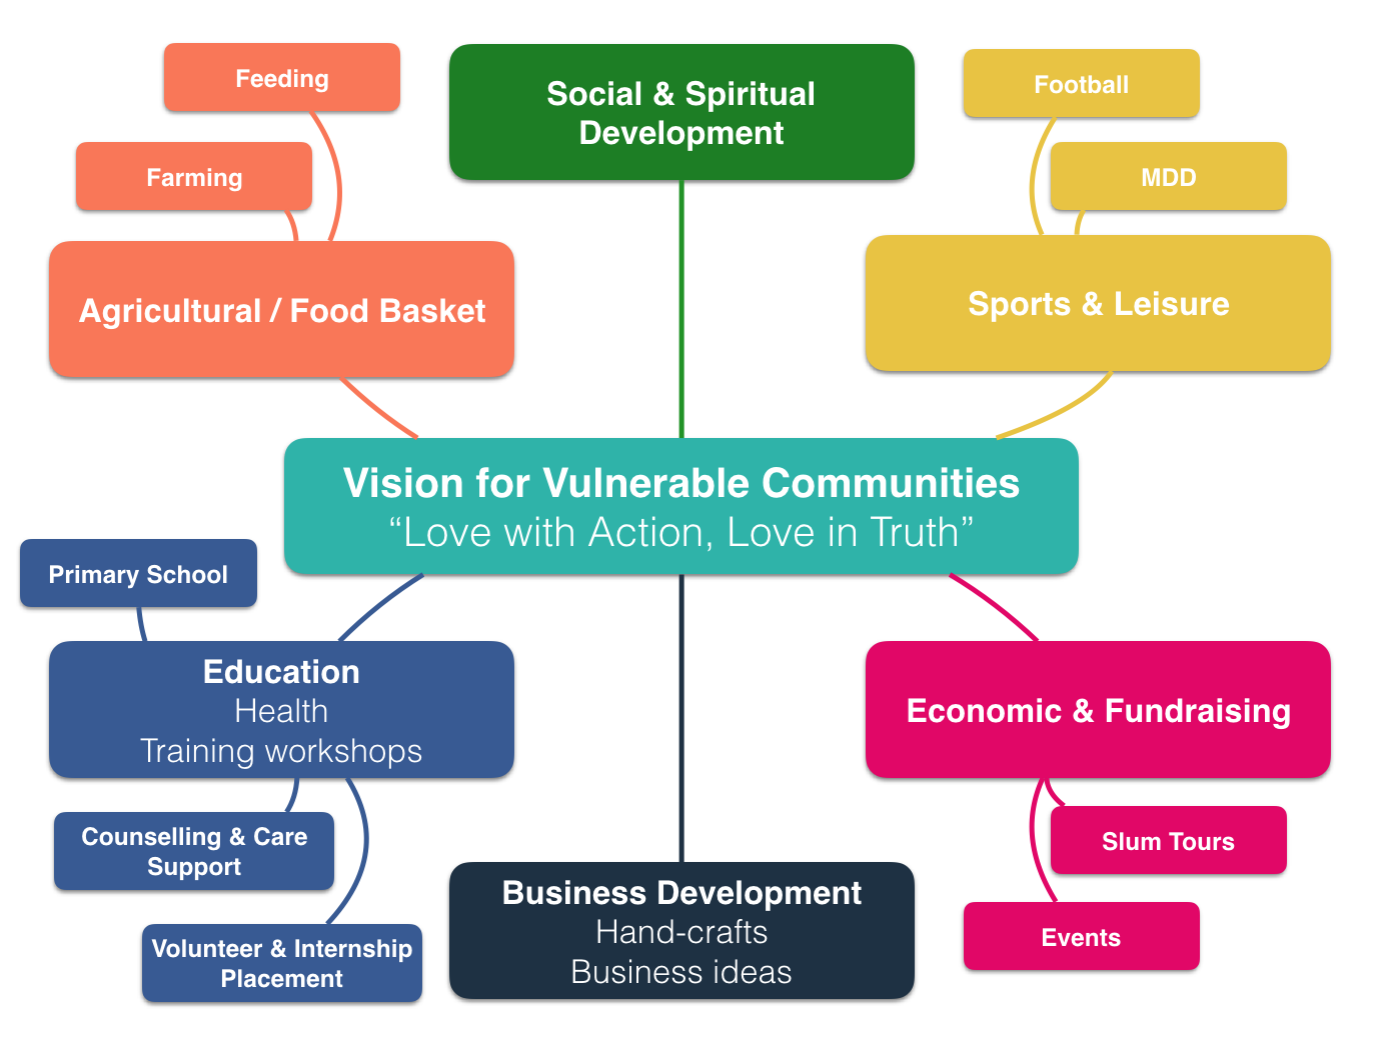 Feeding
Farming
Agricultural / Food Basket
Social & Spiritual
Development
Football
MDD
Sports & Leisure
Vision for Vulnerable Communities
“Love with Action, Love in Truth”
Primary School
Education
Health
Training workshops
Counselling & Care
Support
Volunteer & Internship
Placement
Business Development
Hand-crafts
Business ideas
Economic & Fundraising
Slum Tours
Events